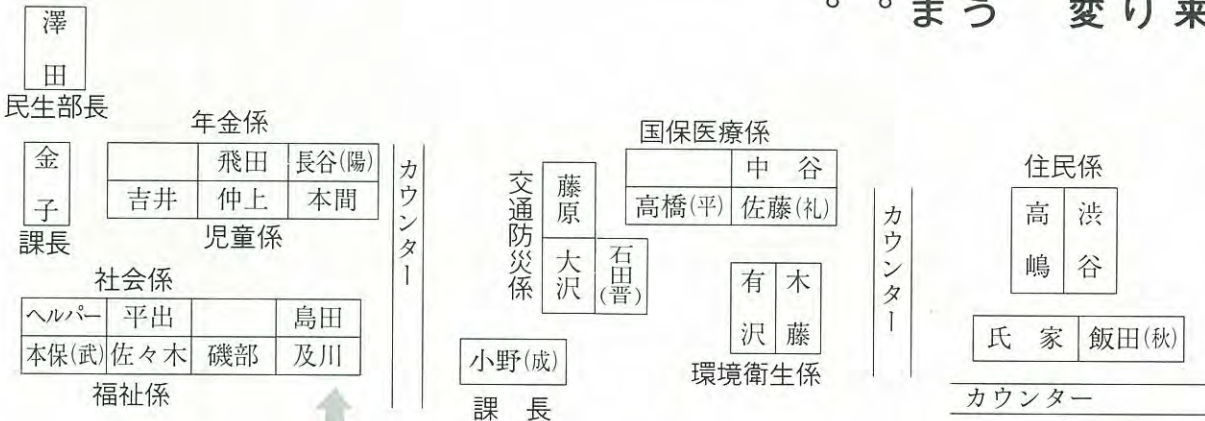 来
り
変
う
ま
。
。
澤田
民生部長
金子
課長
年金係
飛田 長谷(陽)
吉井 仲上 本間
児童係
カウンター
社会係
ヘルパー 平出 島田
本保(武) 佐々木 磯部 及川
福祉係
交通防災係
藤原
大沢 石田(晋)
小野(成)
課長
国保医療係
中谷
高橋(平) 佐藤(礼)
有沢 木藤
環境衛生係
カウンター
住民係
高嶋 渋谷
氏家 飯田(秋)
カウンター